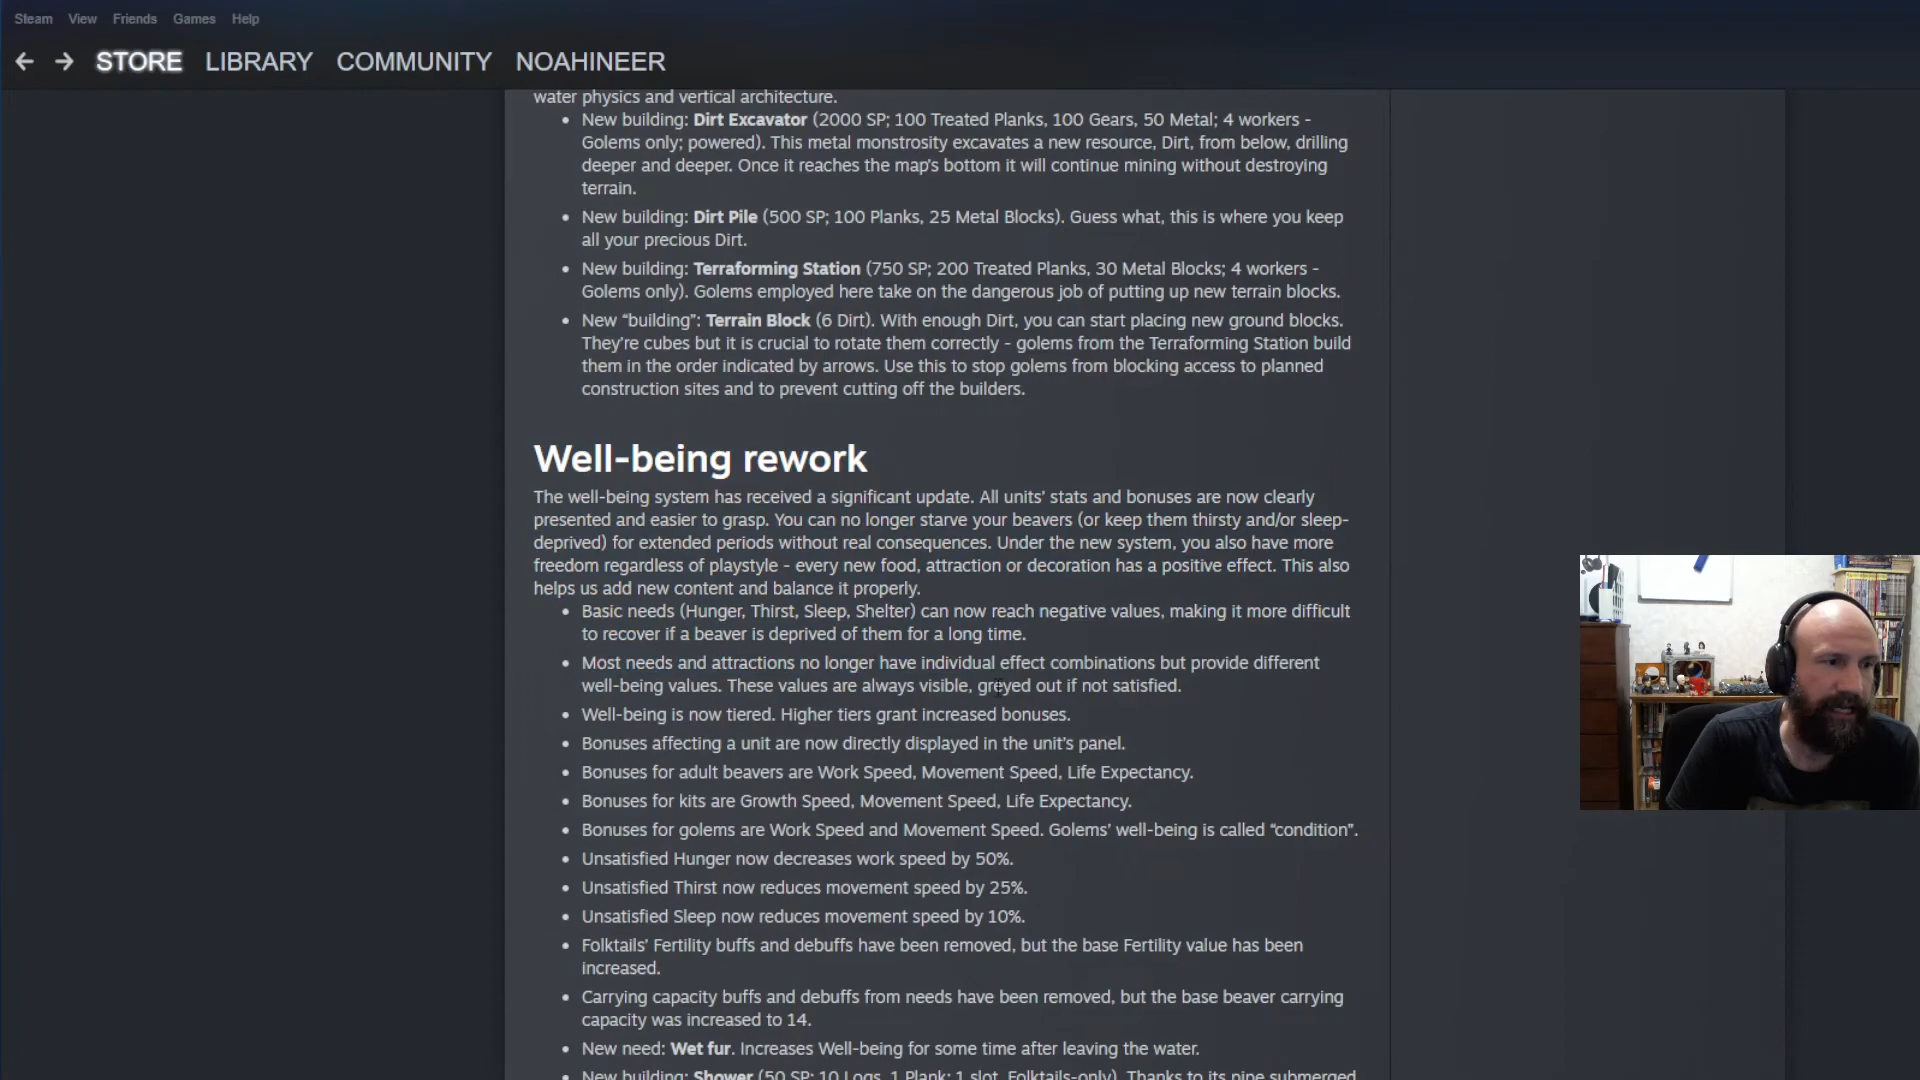 Steam View Friends Games Help
STORE LIBRARY COMMUNITY NOAHINEER
water physics and vertical architecture.
• New building: Dirt Excavator (2000 SP; 100 Treated Planks, 100 Gears, 50 Metal; 4 workers -
Golems only; powered). This metal monstrosity excavates a new resource, Dirt, from below, drilling
deeper and deeper. Once it reaches the map's bottom it will continue mining without destroying
terrain.
• New building: Dirt Pile (500 SP; 100 Planks, 25 Metal Blocks). Guess what, this is where you keep
all your precious Dirt.
• New building: Terraforming Station (750 SP; 200 Treated Planks, 30 Metal Blocks; 4 workers -
Golems only). Golems employed here take on the dangerous job of putting up new terrain blocks.
• New “building”: Terrain Block (6 Dirt). With enough Dirt, you can start placing new ground blocks.
They're cubes but it is crucial to rotate them correctly - golems from the Terraforming Station build
them in the order indicated by arrows. Use this to stop golems from blocking access to planned
construction sites and to prevent cutting off the builders.
Well-being rework
The well-being system has received a significant update. All units’ stats and bonuses are now clearly
presented and easier to grasp. You can no longer starve your beavers (or keep them thirsty and/or sleep-
deprived) for extended periods without real consequences. Under the new system, you also have more
freedom regardless of playstyle - every new food, attraction or decoration has a positive effect. This also
helps us add new content and balance it properly.
• Basic needs (Hunger, Thirst, Sleep, Shelter) can now reach negative values, making it more difficult
to recover if a beaver is deprived of them for a long time.
• Most needs and attractions no longer have individual effect combinations but provide different
well-being values. These values are always visible, greyed out if not satisfied.
• Well-being is now tiered. Higher tiers grant increased bonuses.
• Bonuses affecting a unit are now directly displayed in the unit's panel.
• Bonuses for adult beavers are Work Speed, Movement Speed, Life Expectancy.
• Bonuses for kits are Growth Speed, Movement Speed, Life Expectancy.
• Bonuses for golems are Work Speed and Movement Speed. Golems’ well-being is called “condition”.
• Unsatisfied Hunger now decreases work speed by 50%.
• Unsatisfied Thirst now reduces movement speed by 25%.
• Unsatisfied Sleep now reduces movement speed by 10%.
• Folktails’ Fertility buffs and debuffs have been removed, but the base Fertility value has been
increased.
• Carrying capacity buffs and debuffs from needs have been removed, but the base beaver carrying
capacity was increased to 14.
• New need: Wet fur. Increases Well-being for some time after leaving the water.
• New building: Shower (50 SP; 10 Logs, 1 Plank; 1 slot, Folktails-only). Thanks to its pipe submerged